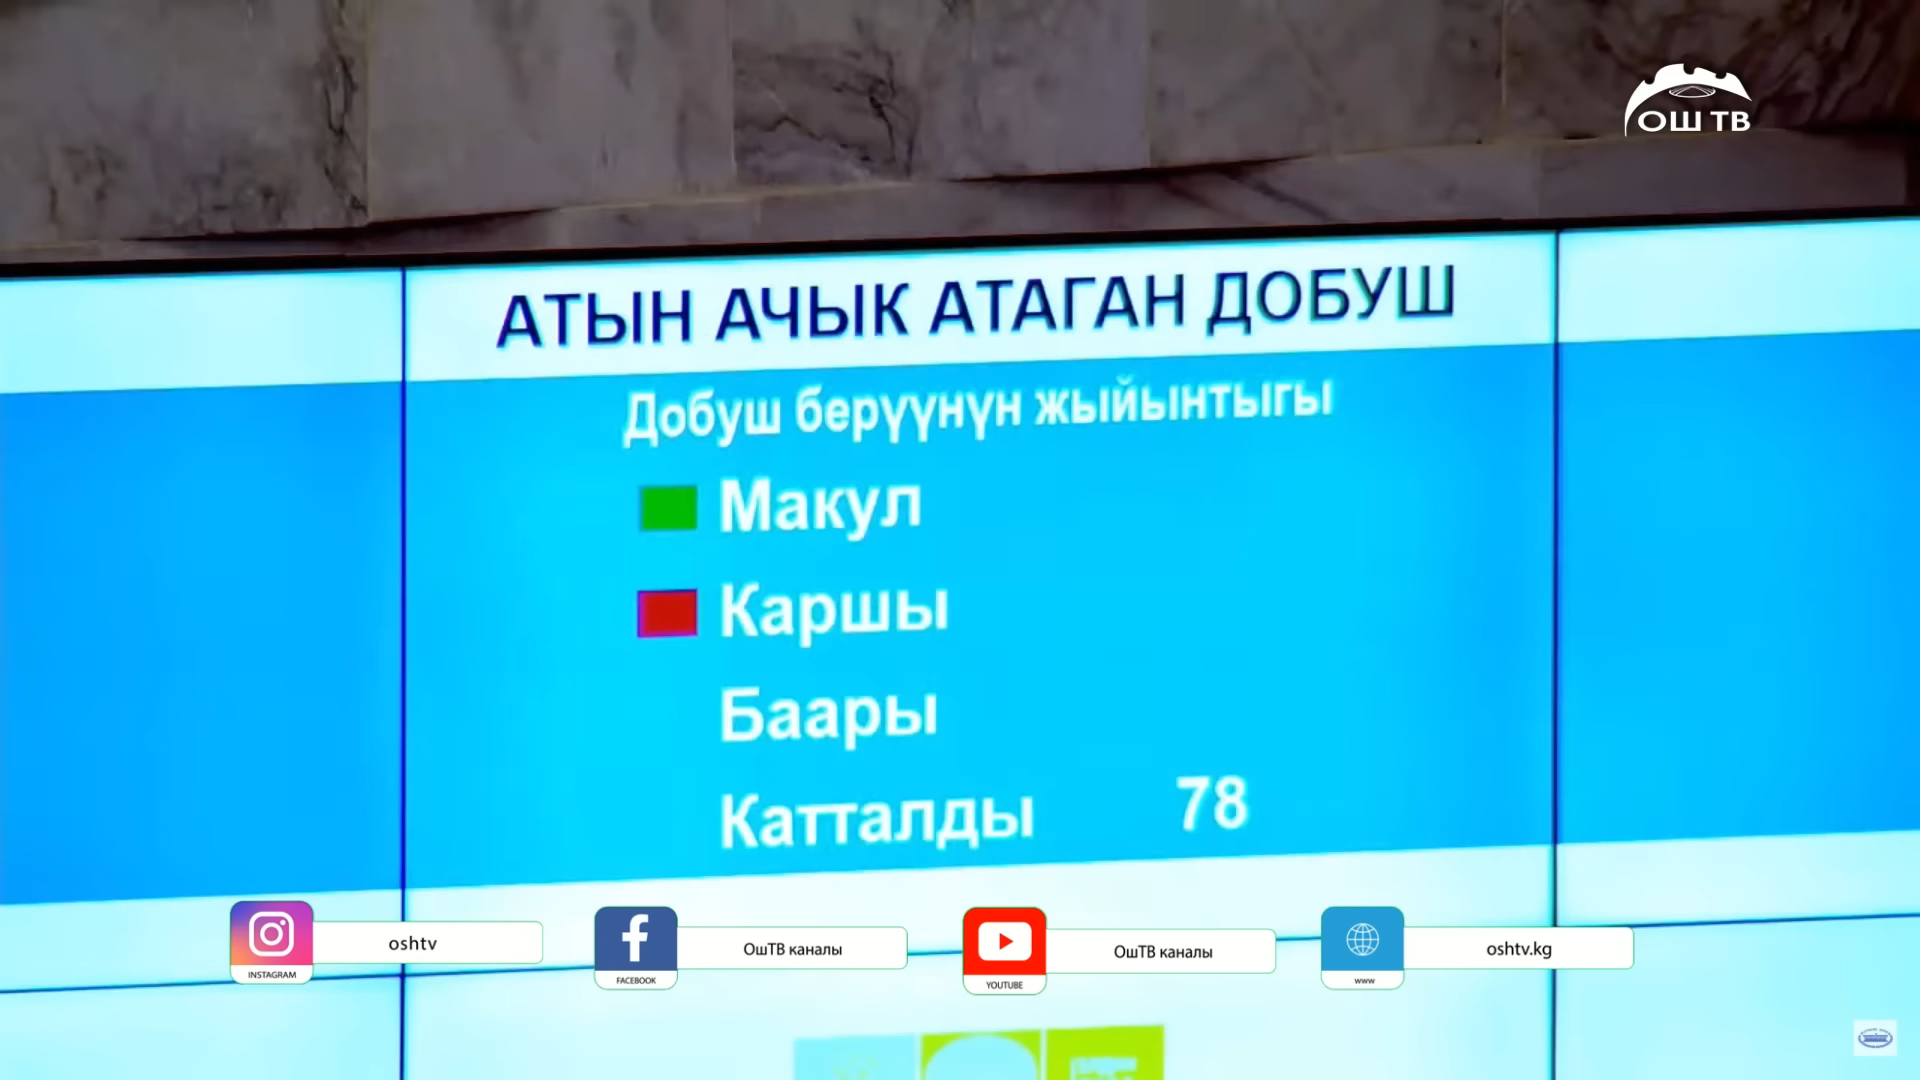 ОШ ТВ
АТЫН АЧЫК АТАГАН ДОБУШ
Добуш берүүнүн жыйынтыгы
Макул
Каршы
Баары
Катталды 78
oshtv
INSTAGRAM
ОшТВ каналы
FACEBOOK
ОшТВ каналы
YOUTUBE
oshtv.kg
www